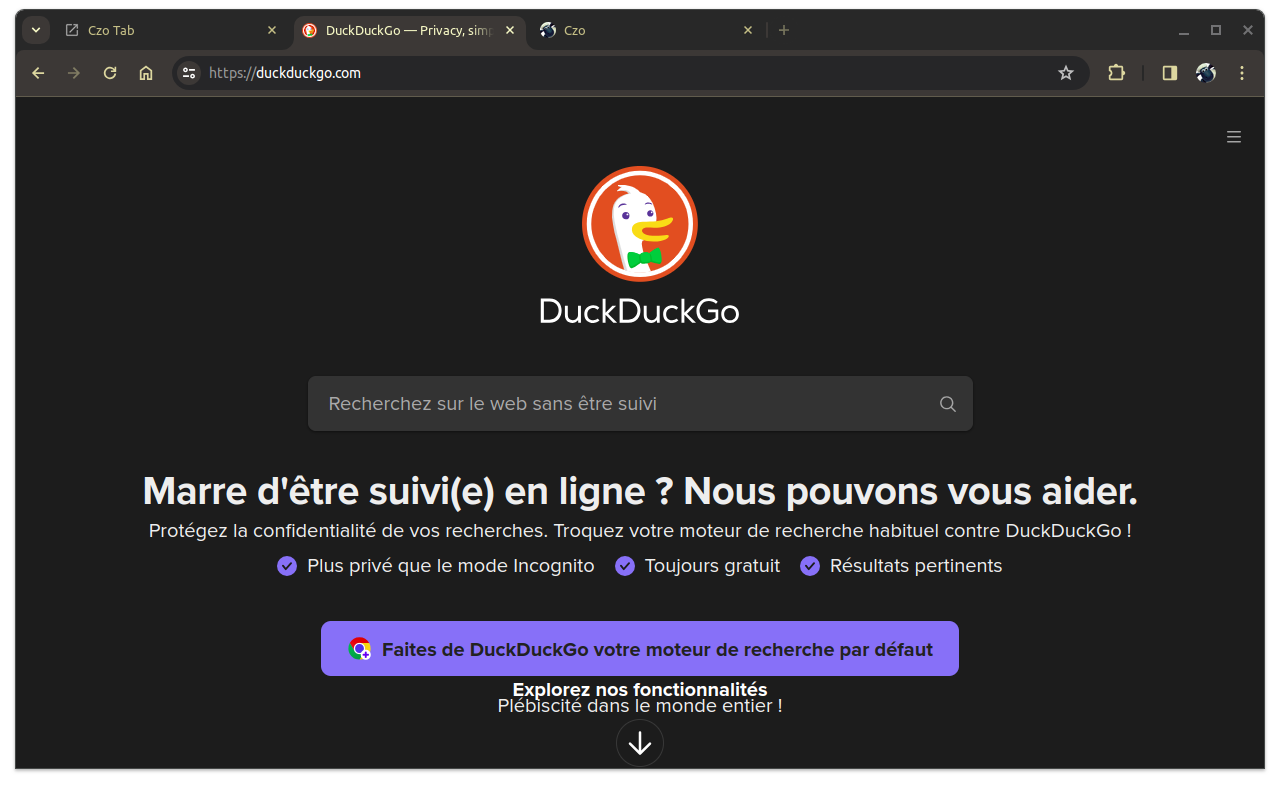 Czo Tab
DuckDuckGo — Privacy, simp
Czo
https://duckduckgo.com
DuckDuckGo
Recherchez sur le web sans être suivi
Marre d'être suivi(e) en ligne ? Nous pouvons vous aider.
Protégez la confidentialité de vos recherches. Troquez votre moteur de recherche habituel contre DuckDuckGo !
Plus privé que le mode Incognito
Toujours gratuit
Résultats pertinents
Faites de DuckDuckGo votre moteur de recherche par défaut
Explorez nos fonctionnalités
Plébiscité dans le monde entier !